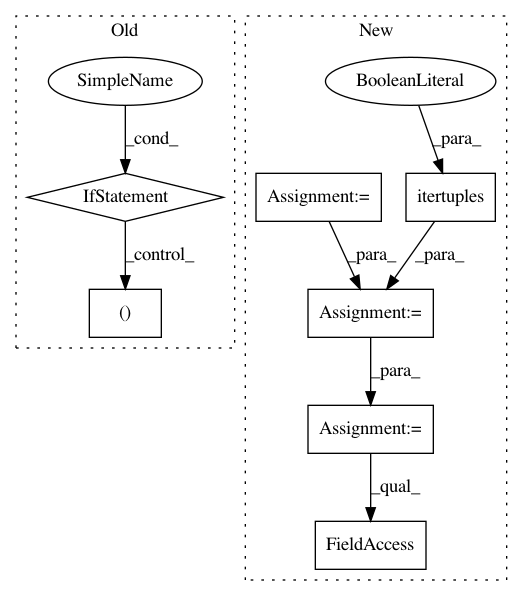 Old
New
SimpleName
BooleanLiteral
_cond_
_para_
IfStatement
Assignment:=
itertuples
_control_
_para_
_para_
()
Assignment:=
_para_
Assignment:=
_qual_
FieldAccess